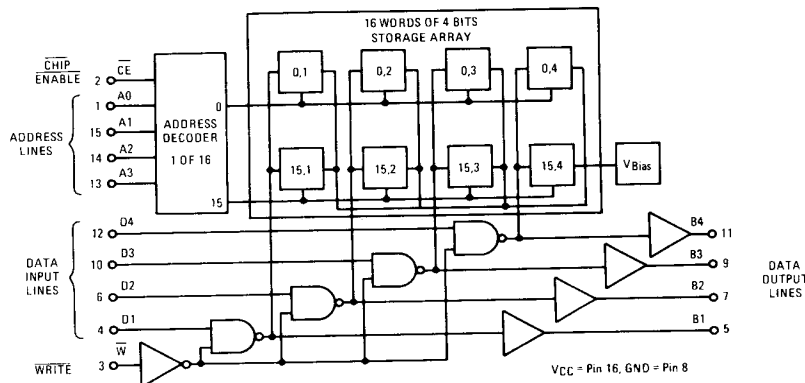 16 WORDS OF 4 BITS
STORAGE ARRAY
CHIP
ENABLE
2
CE
0,1
0,2
0,3
0,4
ADDRESS
LINES
1
A0
15
A1
14
A2
13
A3
ADDRESS
DECODER
1 OF 16
0
15
15,1
15,2
15,3
15,4
VBias
DATA
INPUT
LINES
12
D4
10
D3
6
D2
4
D1
WRITE
3
W
B4
11
B3
9
B2
7
B1
5
DATA
OUTPUT
LINES
VCC = Pin 16, GND = Pin 8